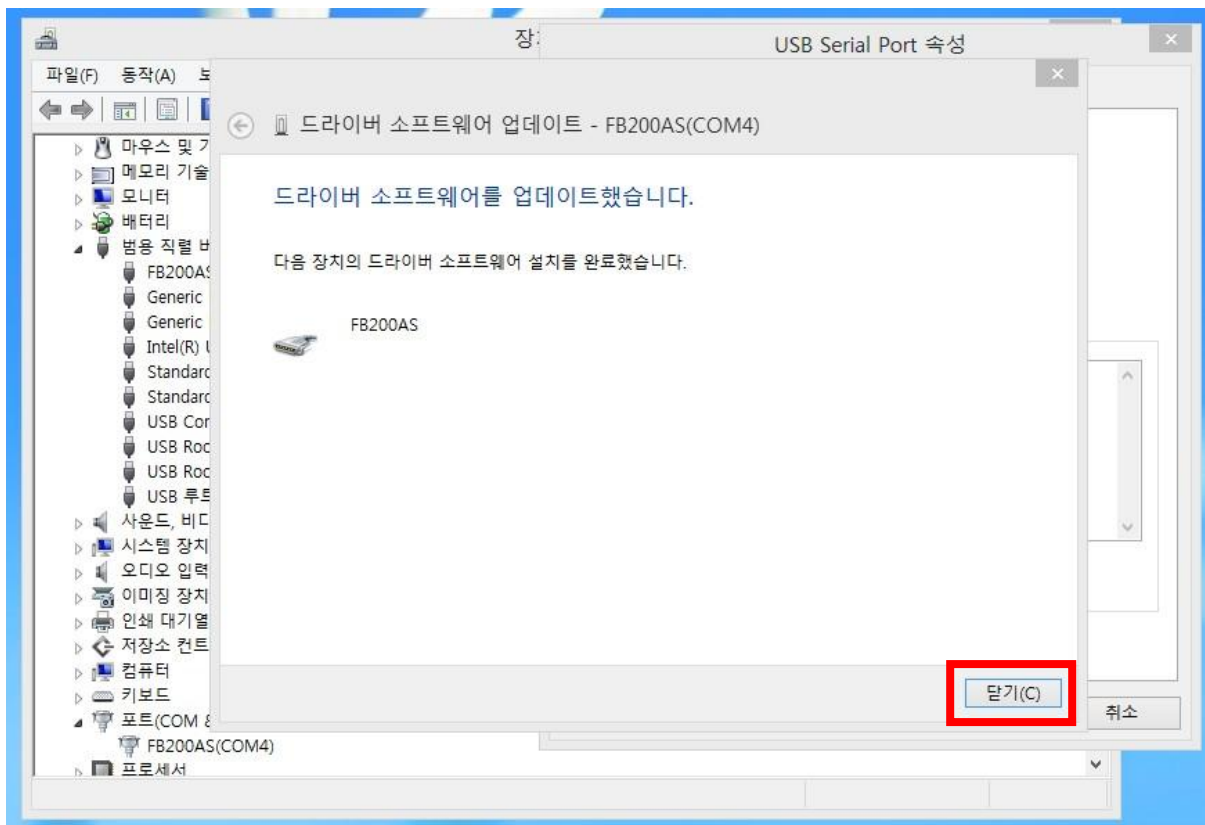 장
USB Serial Port 속성
파일(F) 동작(A) 보
드라이버 소프트웨어 업데이트 - FB200AS(COM4)
마우스 및
메모리 기술
모니터
배터리
범용 직렬
FB200AS
Generic
Generic
Intel(R)
Standard
Standard
USB
USB
USB
USB 루트
사운드, 비디
시스템 장치
오디오 입력
이미징 장치
인쇄 대기열
저장소 컨트
컴퓨터
키보드
포트(COM &
FB200AS(COM4)
프로세서
드라이버 소프트웨어를 업데이트했습니다.
다음 장치의 드라이버 소프트웨어 설치를 완료했습니다.
FB200AS
닫기(C)
취소